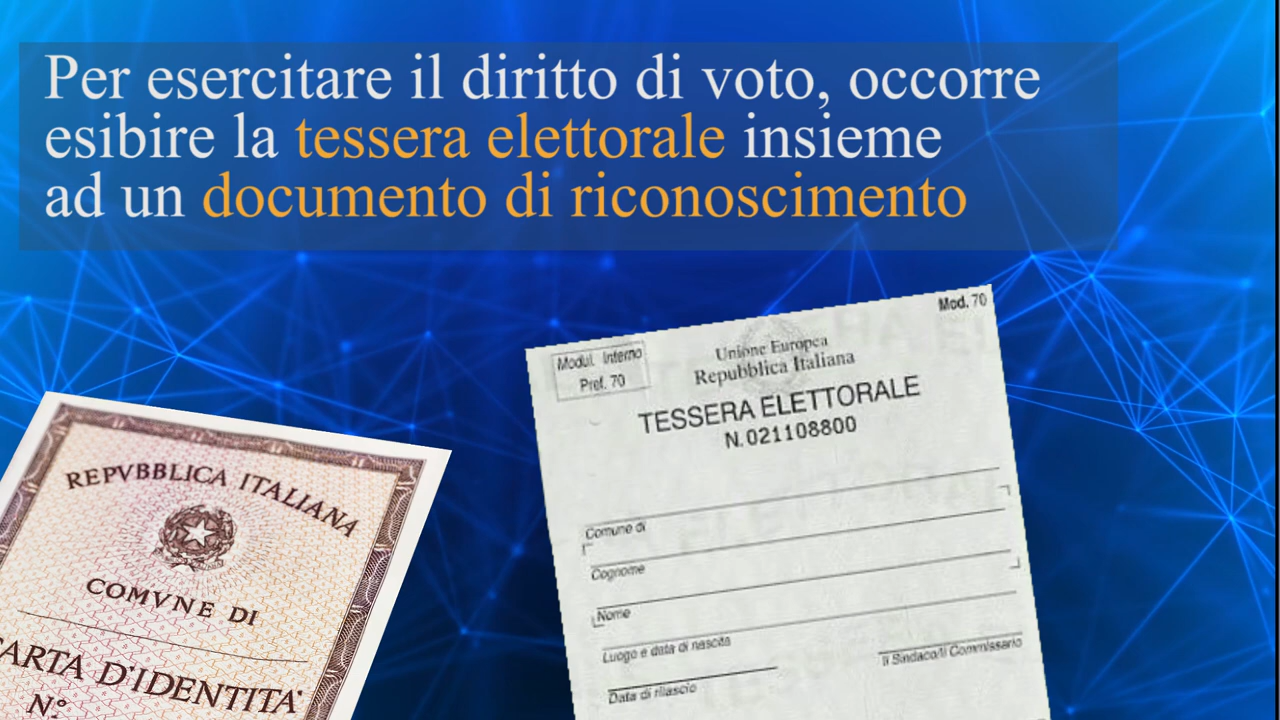 Per esercitare il diritto di voto, occorre
esibire la tessera elettorale insieme
ad un documento di riconoscimento
Mod. 70
Modul. Interno
Pref. 70
Unione Europea
Repubblica Italiana
TESSERA ELETTORALE
N.021108800
Comune di
Cognome
Nome
Luogo e data di nascita
Il Sindaco/Il Commissario
Data di rilascio
REPVBBLICA ITALIANA
COMVNE DI
CARTA D'IDENTITA'
N°